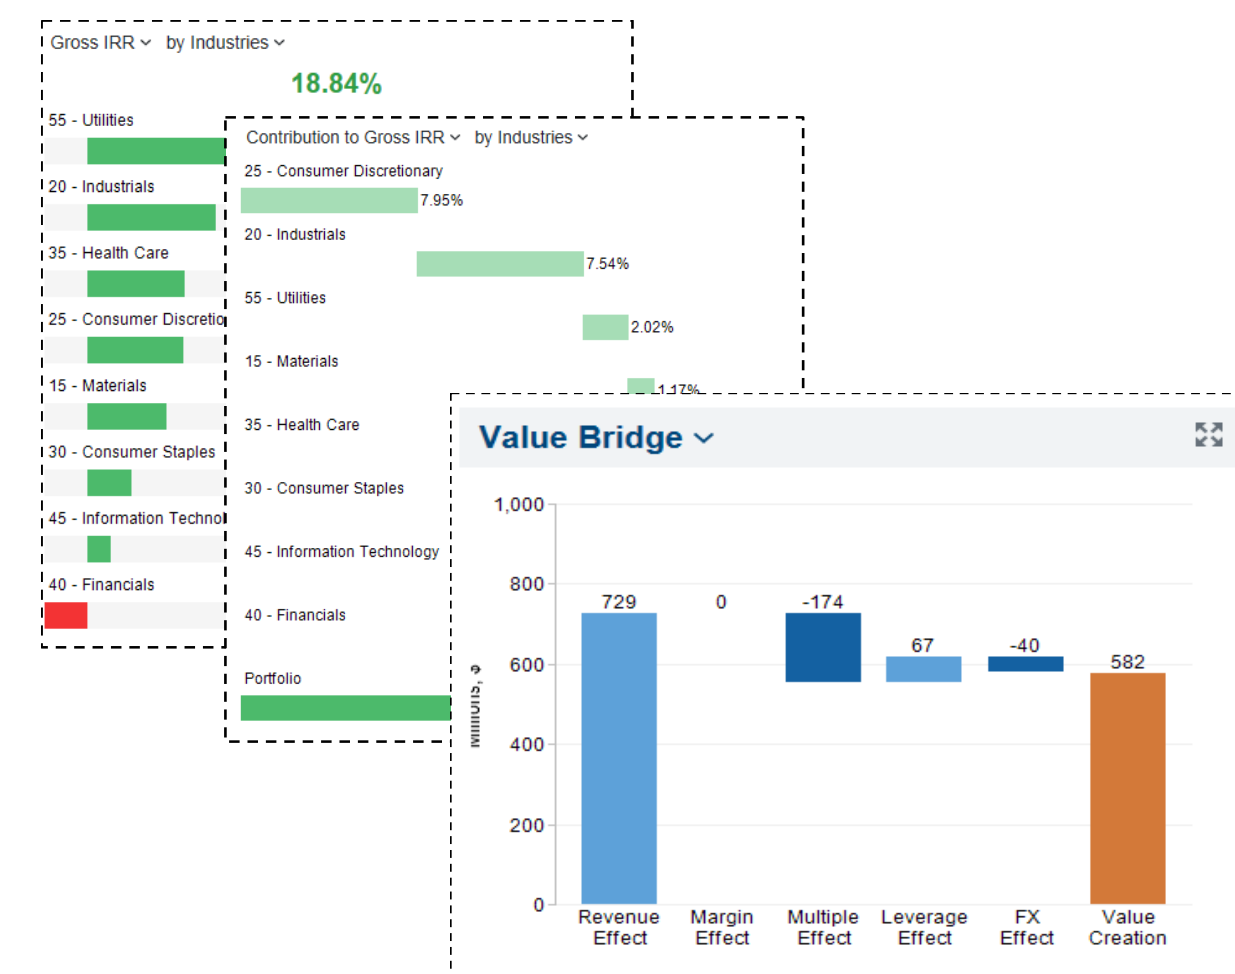 Gross IRR by Industries
18.84%
55 - Utilities
20 - Industrials
35 - Health Care
25 - Consumer Discretio
15 - Materials
30 - Consumer Staples
45 - Information Technol
40 - Financials
Contribution to Gross IRR by Industries
25 - Consumer Discretionary
7.95%
20 - Industrials
7.54%
55 - Utilities
2.02%
15 - Materials
1.17%
35 - Health Care
30 - Consumer Staples
45 - Information Technology
40 - Financials
Portfolio
Value Bridge
1,000
800
600
400
200
0
Millions,
729
0
-174
67
-40
582
Revenue
Effect
Margin
Effect
Multiple
Effect
Leverage
Effect
FX
Effect
Value
Creation